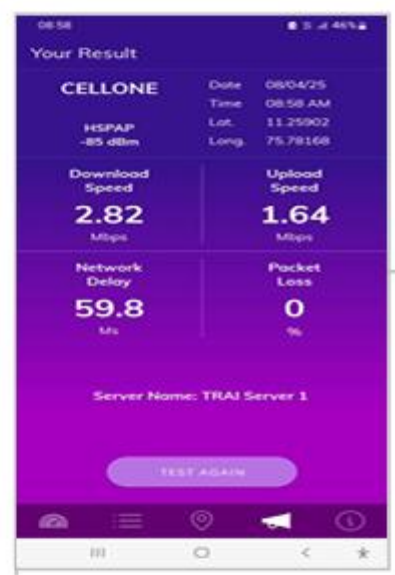 08:58
46%
Your Result
CELLONE
Date 08/04/25
Time 08:58 AM
HSPAP
-85 dBm
Lat. 11.25902
Long. 75.78168
Download Speed
2.82
Mbps
Upload Speed
1.64
Mbps
Network Delay
59.8
Ms
Packet Loss
0
%
Server Name: TRAI Server 1
TEST AGAIN